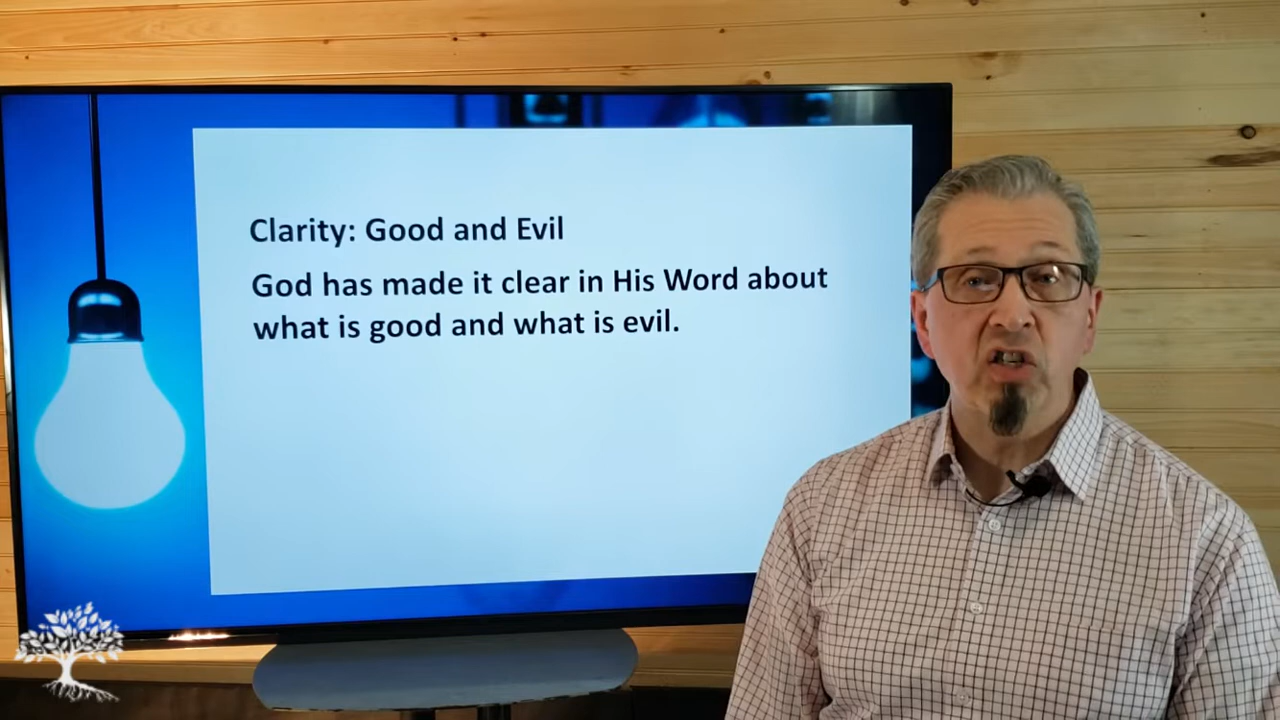 Clarity: Good and Evil
God has made it clear in His Word about
what is good and what is evil.